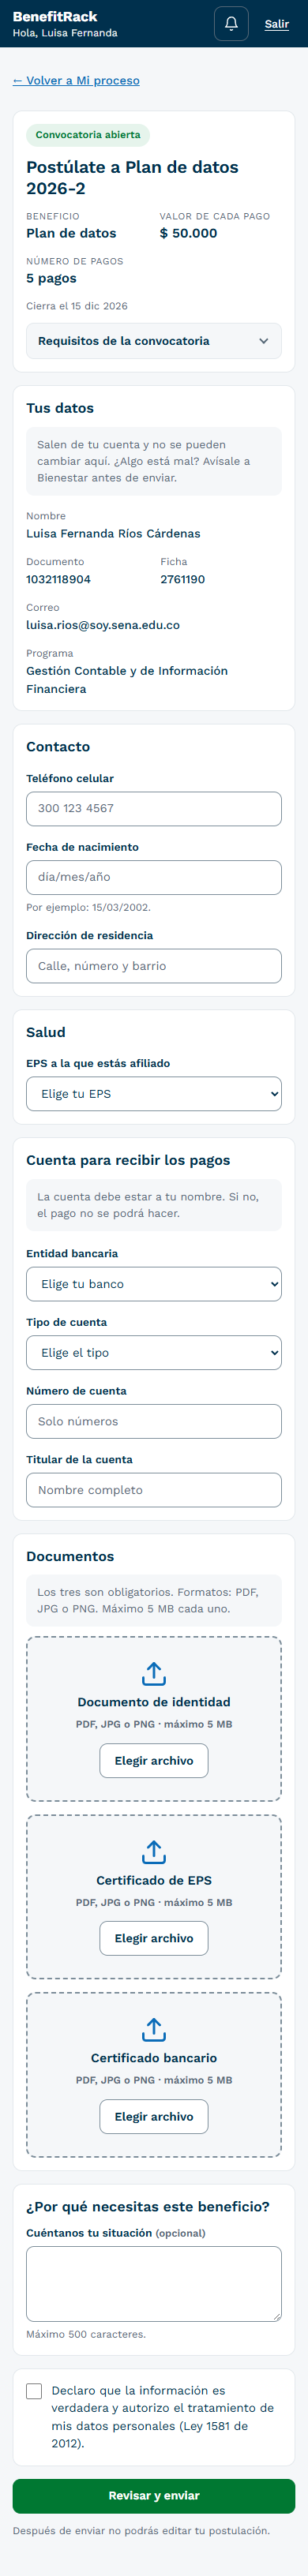 BenefitRack
Hola, Luisa Fernanda
Salir
← Volver a Mi proceso
Convocatoria abierta
Postúlate a Plan de datos
2026-2
BENEFICIO
VALOR DE CADA PAGO
Plan de datos
$ 50.000
NÚMERO DE PAGOS
5 pagos
Cierra el 15 dic 2026
Requisitos de la convocatoria
Tus datos
Salen de tu cuenta y no se pueden
cambiar aquí. ¿Algo está mal? Avísale a
Bienestar antes de enviar.
Nombre
Luisa Fernanda Ríos Cárdenas
Documento
Ficha
1032118904
2761190
Correo
luisa.rios@soy.sena.edu.co
Programa
Gestión Contable y de Información
Financiera
Contacto
Teléfono celular
300 123 4567
Fecha de nacimiento
día/mes/año
Por ejemplo: 15/03/2002.
Dirección de residencia
Calle, número y barrio
Salud
EPS a la que estás afiliado
Elige tu EPS
Cuenta para recibir los pagos
La cuenta debe estar a tu nombre. Si no,
el pago no se podrá hacer.
Entidad bancaria
Elige tu banco
Tipo de cuenta
Elige el tipo
Número de cuenta
Solo números
Titular de la cuenta
Nombre completo
Documentos
Los tres son obligatorios. Formatos: PDF,
JPG o PNG. Máximo 5 MB cada uno.
Documento de identidad
PDF, JPG o PNG · máximo 5 MB
Elegir archivo
Certificado de EPS
PDF, JPG o PNG · máximo 5 MB
Elegir archivo
Certificado bancario
PDF, JPG o PNG · máximo 5 MB
Elegir archivo
¿Por qué necesitas este beneficio?
Cuéntanos tu situación (opcional)
Máximo 500 caracteres.
Declaro que la información es
verdadera y autorizo el tratamiento de
mis datos personales (Ley 1581 de
2012).
Revisar y enviar
Después de enviar no podrás editar tu postulación.